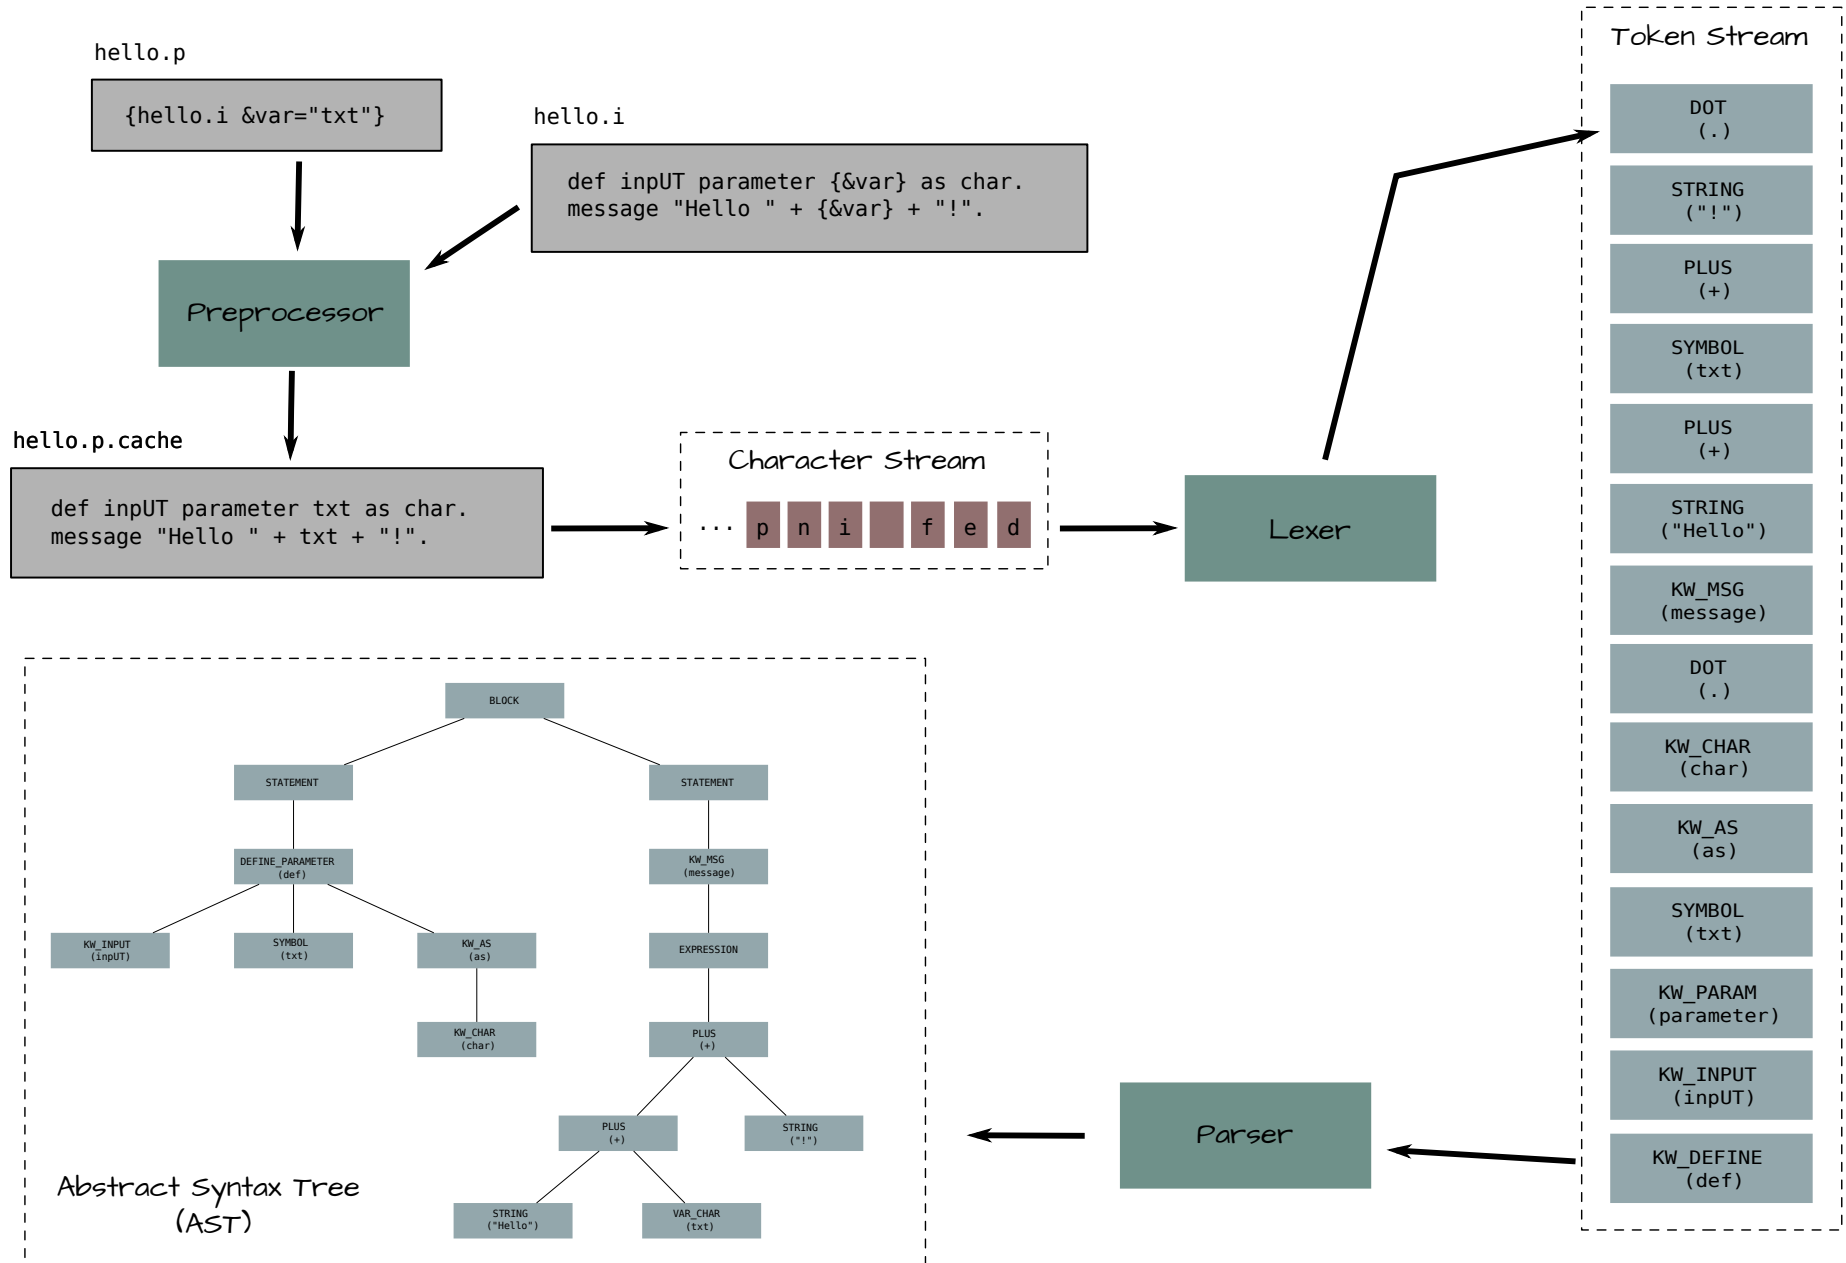 hello.p
{hello.i &var="txt"}
hello.i
def inpUT parameter {&var} as char.
message "Hello " + {&var} + "!".
Preprocessor
hello.p.cache
def inpUT parameter txt as char.
message "Hello " + txt + "!".
Character Stream
... p n i f e d
Lexer
Token Stream
DOT
(.)
STRING
("!")
PLUS
(+)
SYMBOL
(txt)
PLUS
(+)
STRING
("Hello")
KW_MSG
(message)
DOT
(.)
KW_CHAR
(char)
KW_AS
(as)
SYMBOL
(txt)
KW_PARAM
(parameter)
KW_INPUT
(inpUT)
KW_DEFINE
(def)
Parser
BLOCK
STATEMENT
STATEMENT
DEFINE_PARAMETER
(def)
KW_MSG
(message)
KW_INPUT
(inpUT)
SYMBOL
(txt)
KW_AS
(as)
EXPRESSION
KW_CHAR
(char)
PLUS
(+)
PLUS
(+)
STRING
("!")
STRING
("Hello")
VAR_CHAR
(txt)
Abstract Syntax Tree
(AST)